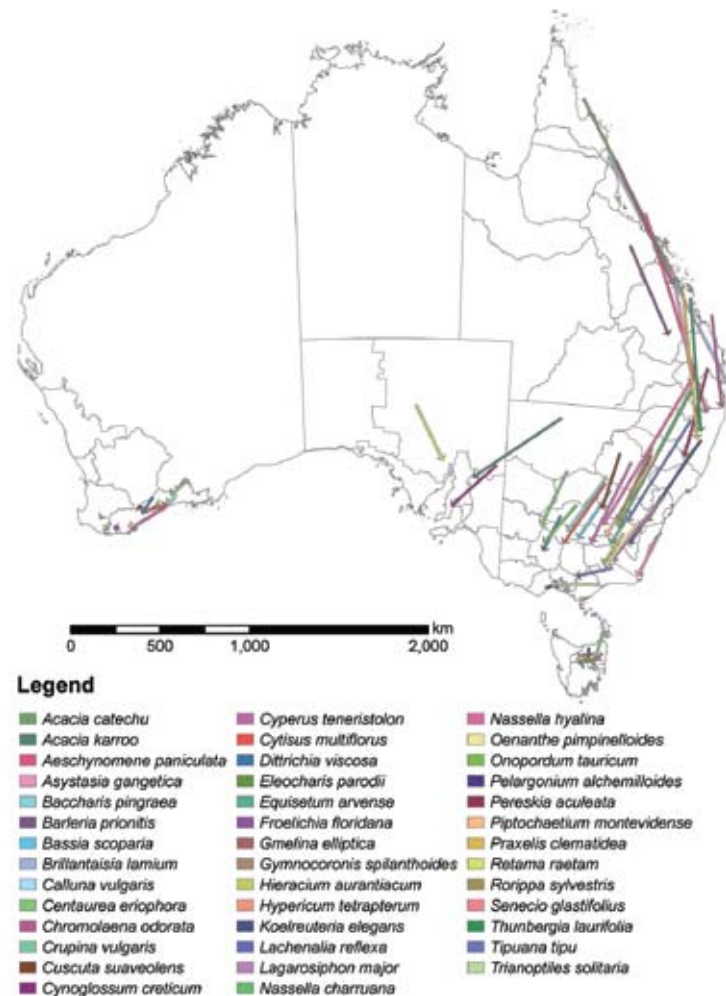 km
0 500 1,000 2,000
Legend
Acacia catechu
Acacia karroo
Aeschynomene paniculata
Asystasia gangetica
Baccharis pingraea
Barleria prionitis
Bassia scoparia
Brillantaisia lamium
Calluna vulgaris
Centaurea eriophora
Chromolaena odorata
Crupina vulgaris
Cuscuta suaveolens
Cynoglossum creticum
Cyperus teneristolon
Cytisus multiflorus
Dittrichia viscosa
Eleocharis parodii
Equisetum arvense
Froelichia floridana
Gmelina elliptica
Gymnocoronis spilanthoides
Hieracium aurantiacum
Hypericum tetrapterum
Koelreuteria elegans
Lachenalia reflexa
Lagarosiphon major
Nassella charruana
Nassella hyalina
Oenanthe pimpinelloides
Onopordum tauricum
Pelargonium alchemilloides
Pereskia aculeata
Piptochaetium montevidense
Praxelis clematidea
Retama raetam
Rorippa sylvestris
Senecio glastifolius
Thunbergia laurifolia
Tipuana tipu
Trianoptiles solitaria